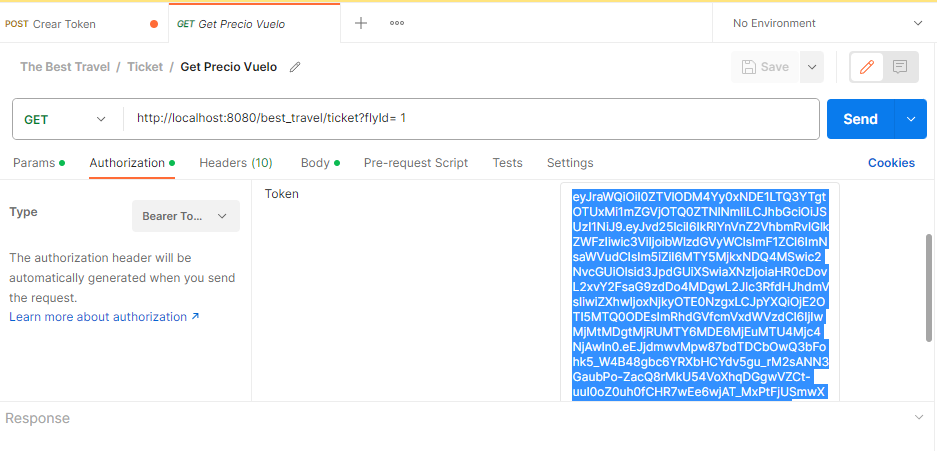 POST Crear Token
GET Get Precio Vuelo
No Environment
The Best Travel / Ticket / Get Precio Vuelo
Save
GET
http://localhost:8080/best_travel/ticket?flyId= 1
Send
Params
Authorization
Headers (10)
Body
Pre-request Script
Tests
Settings
Cookies
Type
Bearer To...
The authorization header will be
automatically generated when you send
the request.
Learn more about authorization ↗
Token
eyJraWQiOiI0ZTVlODM4Yy0xNDE1LTQ3YTgt
OTUxMi1mZGVjOTQ0ZTNlNmIiLCJhbGciOiJS
UzI1NiJ9.eyJvd25lciI6IkRlYnVnZ2VhbmRvIGlk
ZWFzIiwic3ViIjoibWlzdGVyWCIsImF1ZCI6ImN
saWVudCIsIm5iZiI6MTY5MjkxNDQ4MSwic2
NvcGUiOlsid3JpdGUiXSwiaXNzIjoiaHR0cDov
L2xvY2FsaG9zdDo4MDgwL2Jlc3RfdHJhdmV
sIiwiZXhwIjoxNjkyOTE0NzgxLCJpYXQiOjE2O
TI5MTQ0ODEsImRhdGVfcmVxdWVzdCI6IjIw
MjMtMDgtMjRUMTY6MDE6MjEuMTU4Mjc4
NjAwIn0.eEJjdmwvMpw87bdTDCbOwQ3bFo
hk5_W4B48gbc6YRXbHCYdv5gu_rM2sANN3
GaubPo-ZacQ8rMkU54VoXhqDGgwVZCt-
uuI0oZ0uh0fCHR7wEe6wjAT_MxPtFjUSmwX
Response